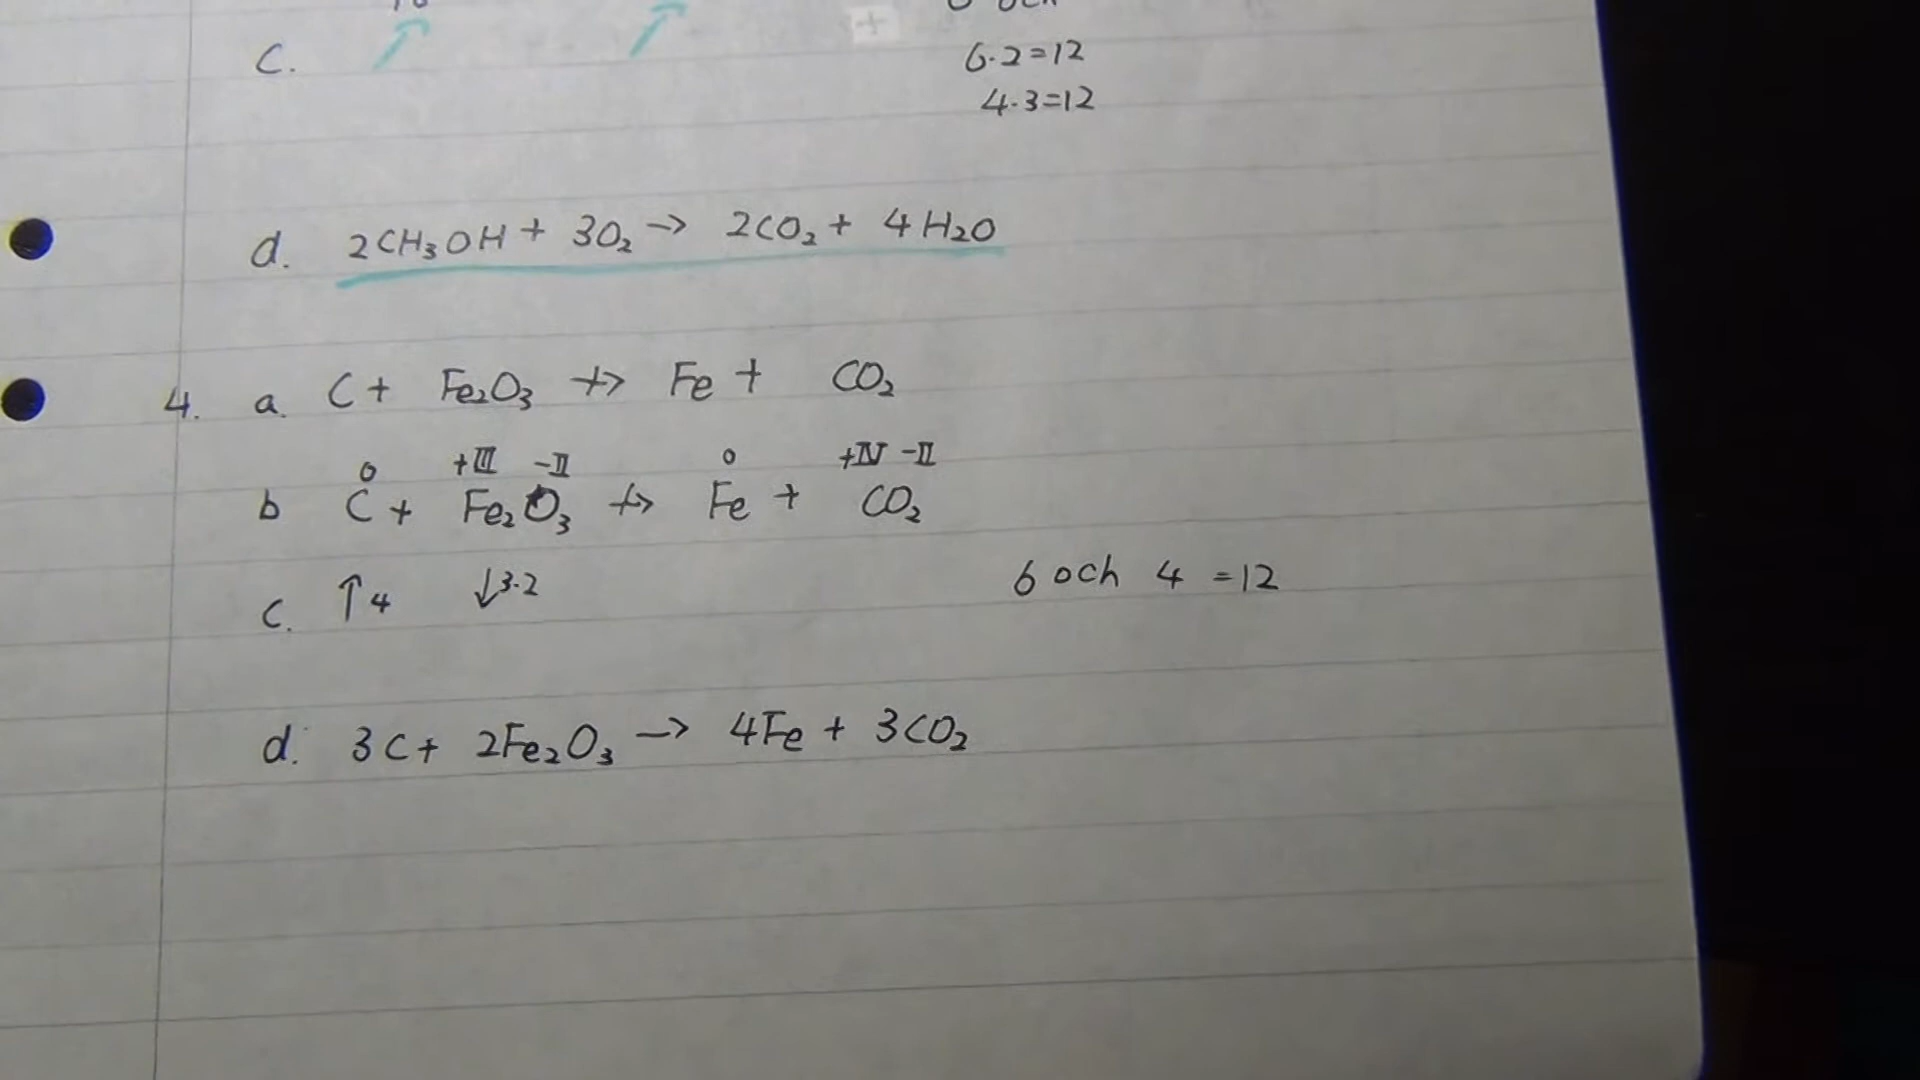 C.
6·2=12
4·3=12
d. 2CH₃OH + 3O₂ → 2CO₂ + 4H₂O
4. a. C + Fe₂O₃ ↛ Fe + CO₂
0 +III -II 0 +IV -II
b C + Fe₂O₃ ↛ Fe + CO₂
c. ↑4 ↓3·2 6 och 4 =12
d. 3C + 2Fe₂O₃ → 4Fe + 3CO₂